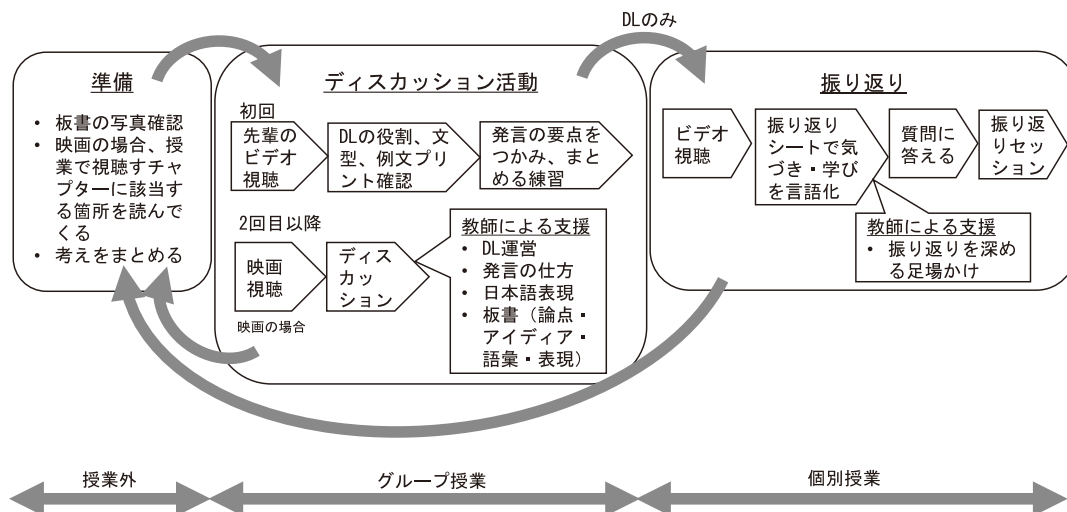 DLのみ
準備
• 板書の写真確認
• 映画の場合、授
業で視聴すチャ
プターに該当す
る箇所を読んで
くる
• 考えをまとめる
ディスカッション活動
初回
先輩の
ビデオ
視聴
DLの役割、文
型、例文プリ
ント確認
発言の要点を
つかみ、まと
める練習
2回目以降
映画
視聴
映画の場合
ディス
カッ
ション
教師による支援
• DL運営
• 発言の仕方
• 日本語表現
• 板書（論点・
アイディア・
語彙・表現）
振り返り
ビデオ
視聴
振り返り
シートで気
づき・学び
を言語化
質問に
答える
振り返
りセッ
ション
教師による支援
• 振り返りを深め
る足場かけ
授業外
グループ授業
個別授業